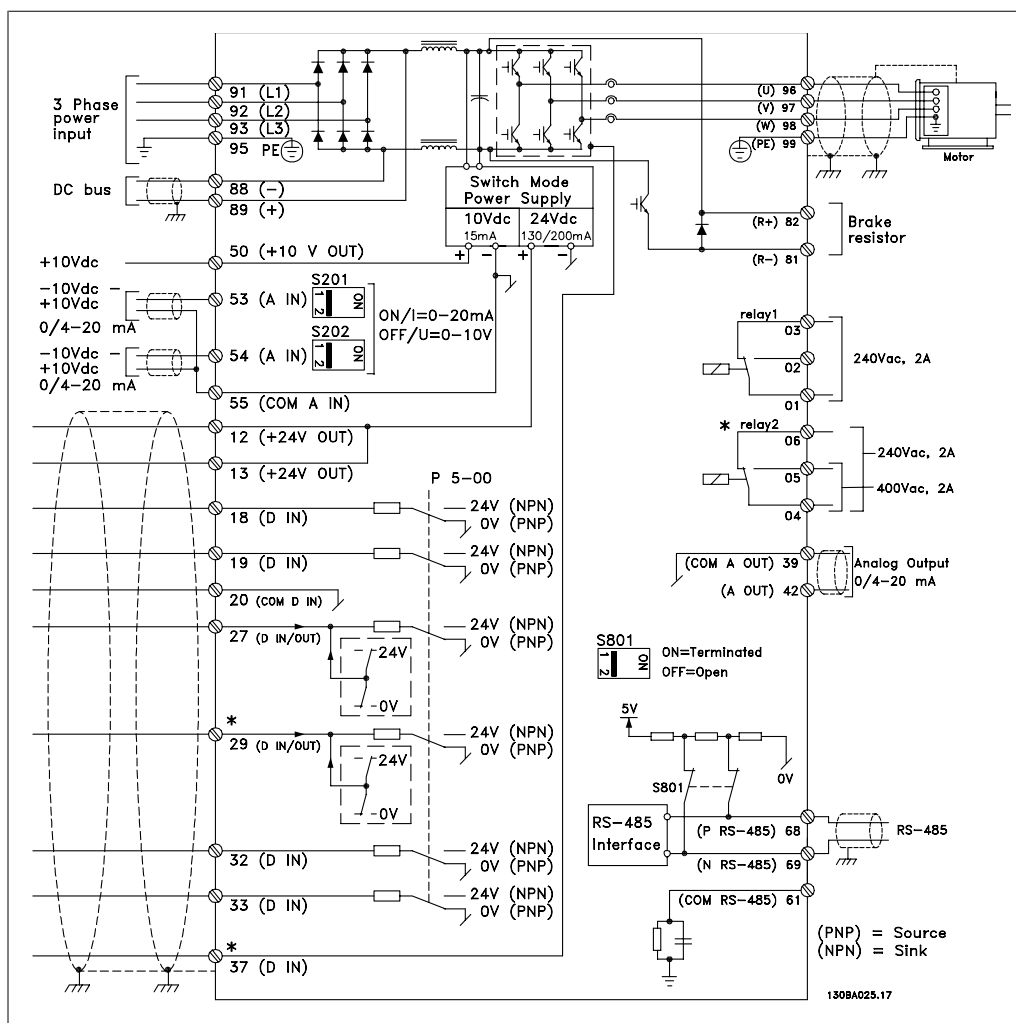 3 Phase
power
input
91 (L1)
92 (L2)
93 (L3)
95 PE
DC bus
88 (−)
89 (+)
Switch Mode
Power Supply
10Vdc
15mA
24Vdc
130/200mA
+ − + −
(U) 96
(V) 97
(W) 98
(PE) 99
Motor
(R+) 82
(R−) 81
Brake
resistor
+10Vdc
50 (+10 V OUT)
−10Vdc −
+10Vdc
0/4−20 mA
53 (A IN)
S201
1 2
ON
ON/I=0−20mA
OFF/U=0−10V
−10Vdc −
+10Vdc
0/4−20 mA
54 (A IN)
S202
1 2
ON
55 (COM A IN)
12 (+24V OUT)
13 (+24V OUT)
relay1
03
02
01
240Vac, 2A
* relay2
06
05
04
240Vac, 2A
400Vac, 2A
P 5-00
18 (D IN)
24V (NPN)
0V (PNP)
19 (D IN)
24V (NPN)
0V (PNP)
20 (COM D IN)
27 (D IN/OUT)
24V (NPN)
0V (PNP)
24V
0V
*
29 (D IN/OUT)
24V (NPN)
0V (PNP)
24V
0V
32 (D IN)
24V (NPN)
0V (PNP)
33 (D IN)
24V (NPN)
0V (PNP)
*
37 (D IN)
(COM A OUT) 39
(A OUT) 42
Analog Output
0/4−20 mA
S801
1 2
ON
ON=Terminated
OFF=Open
5V
S801
0V
RS-485
Interface
(P RS-485) 68
(N RS-485) 69
(COM RS-485) 61
RS-485
(PNP) = Source
(NPN) = Sink
130BA025.17